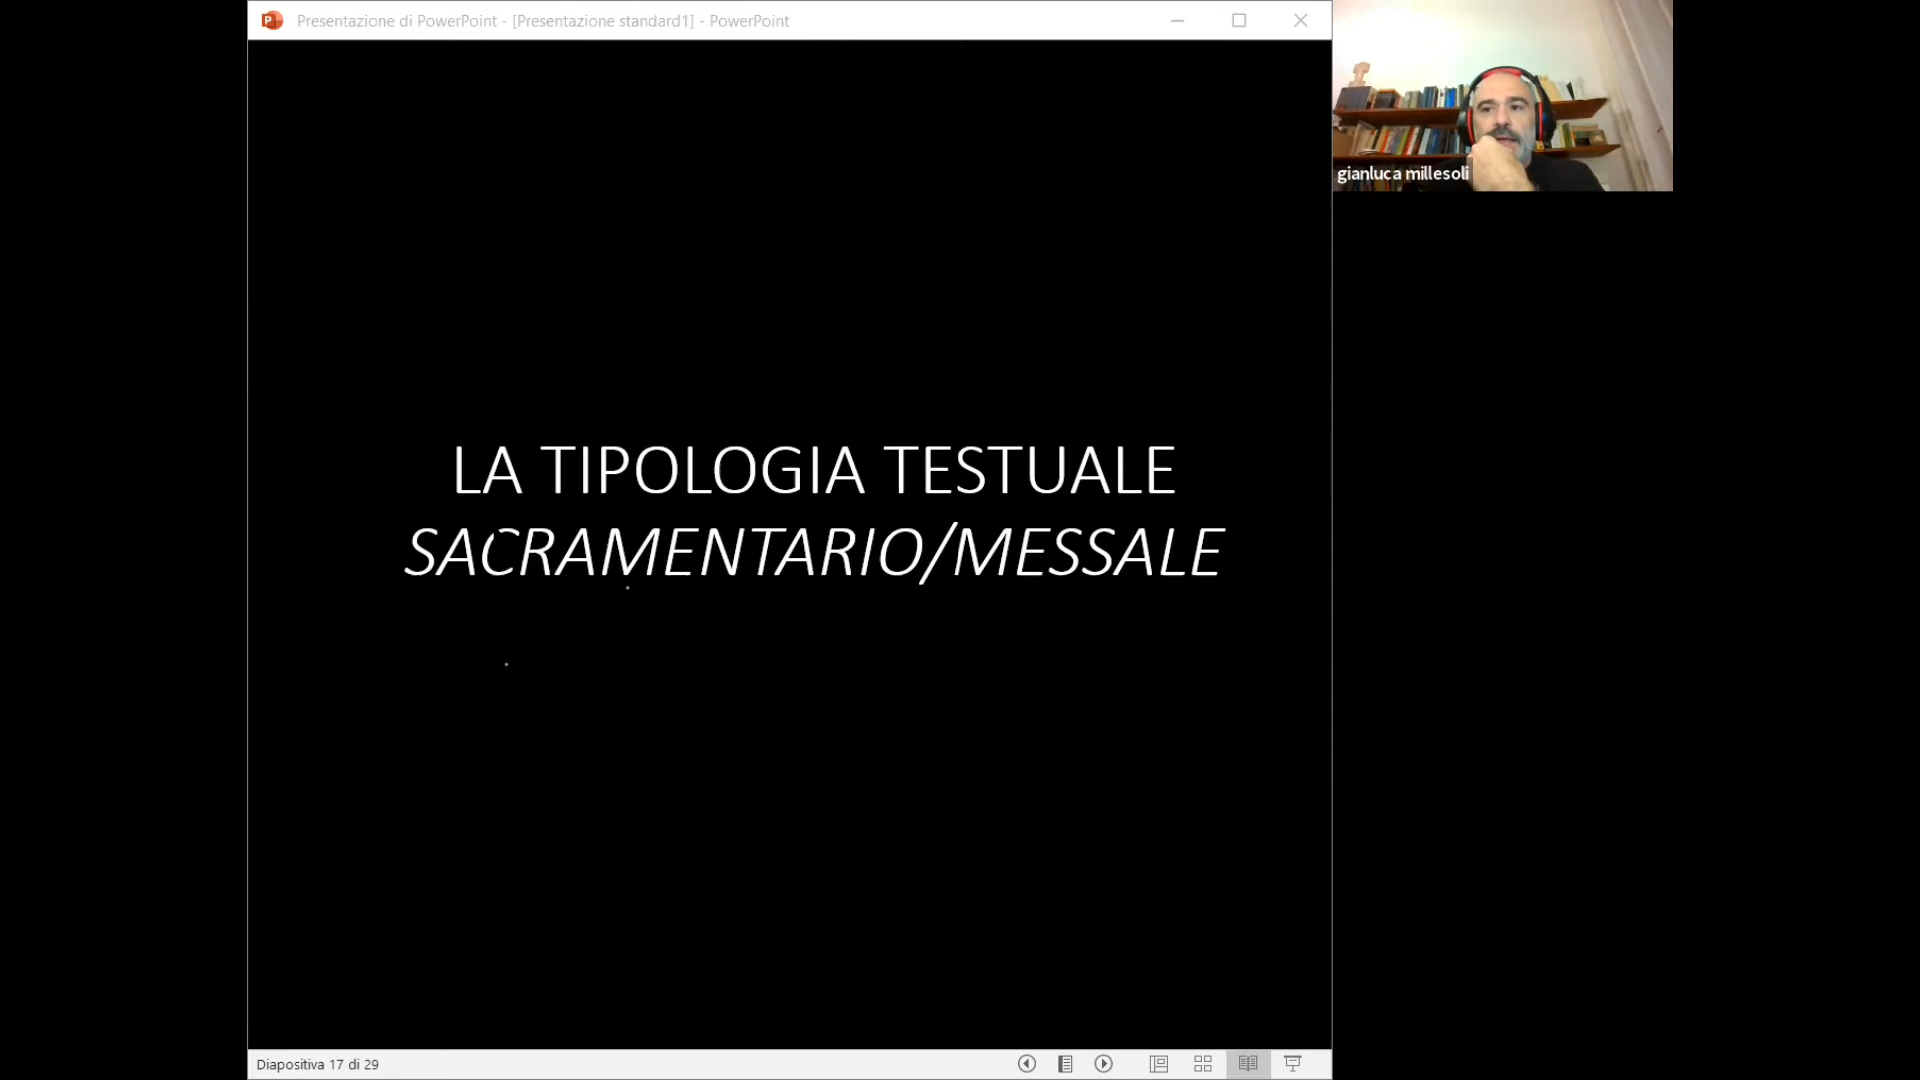 Presentazione di PowerPoint - [Presentazione standard1] - PowerPoint
gianluca millesoli
LA TIPOLOGIA TESTUALE
SACRAMENTARIO/MESSALE
Diapositiva 17 di 29